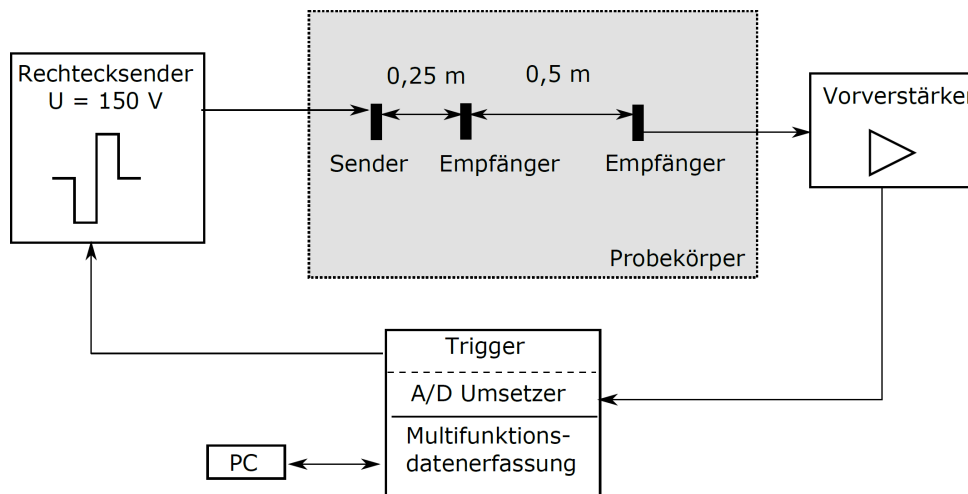 Rechtecksender
U = 150 V
0,25 m
0,5 m
Sender
Empfänger
Empfänger
Probekörper
Vorverstärker
Trigger
A/D Umsetzer
Multifunktions-
datenerfassung
PC